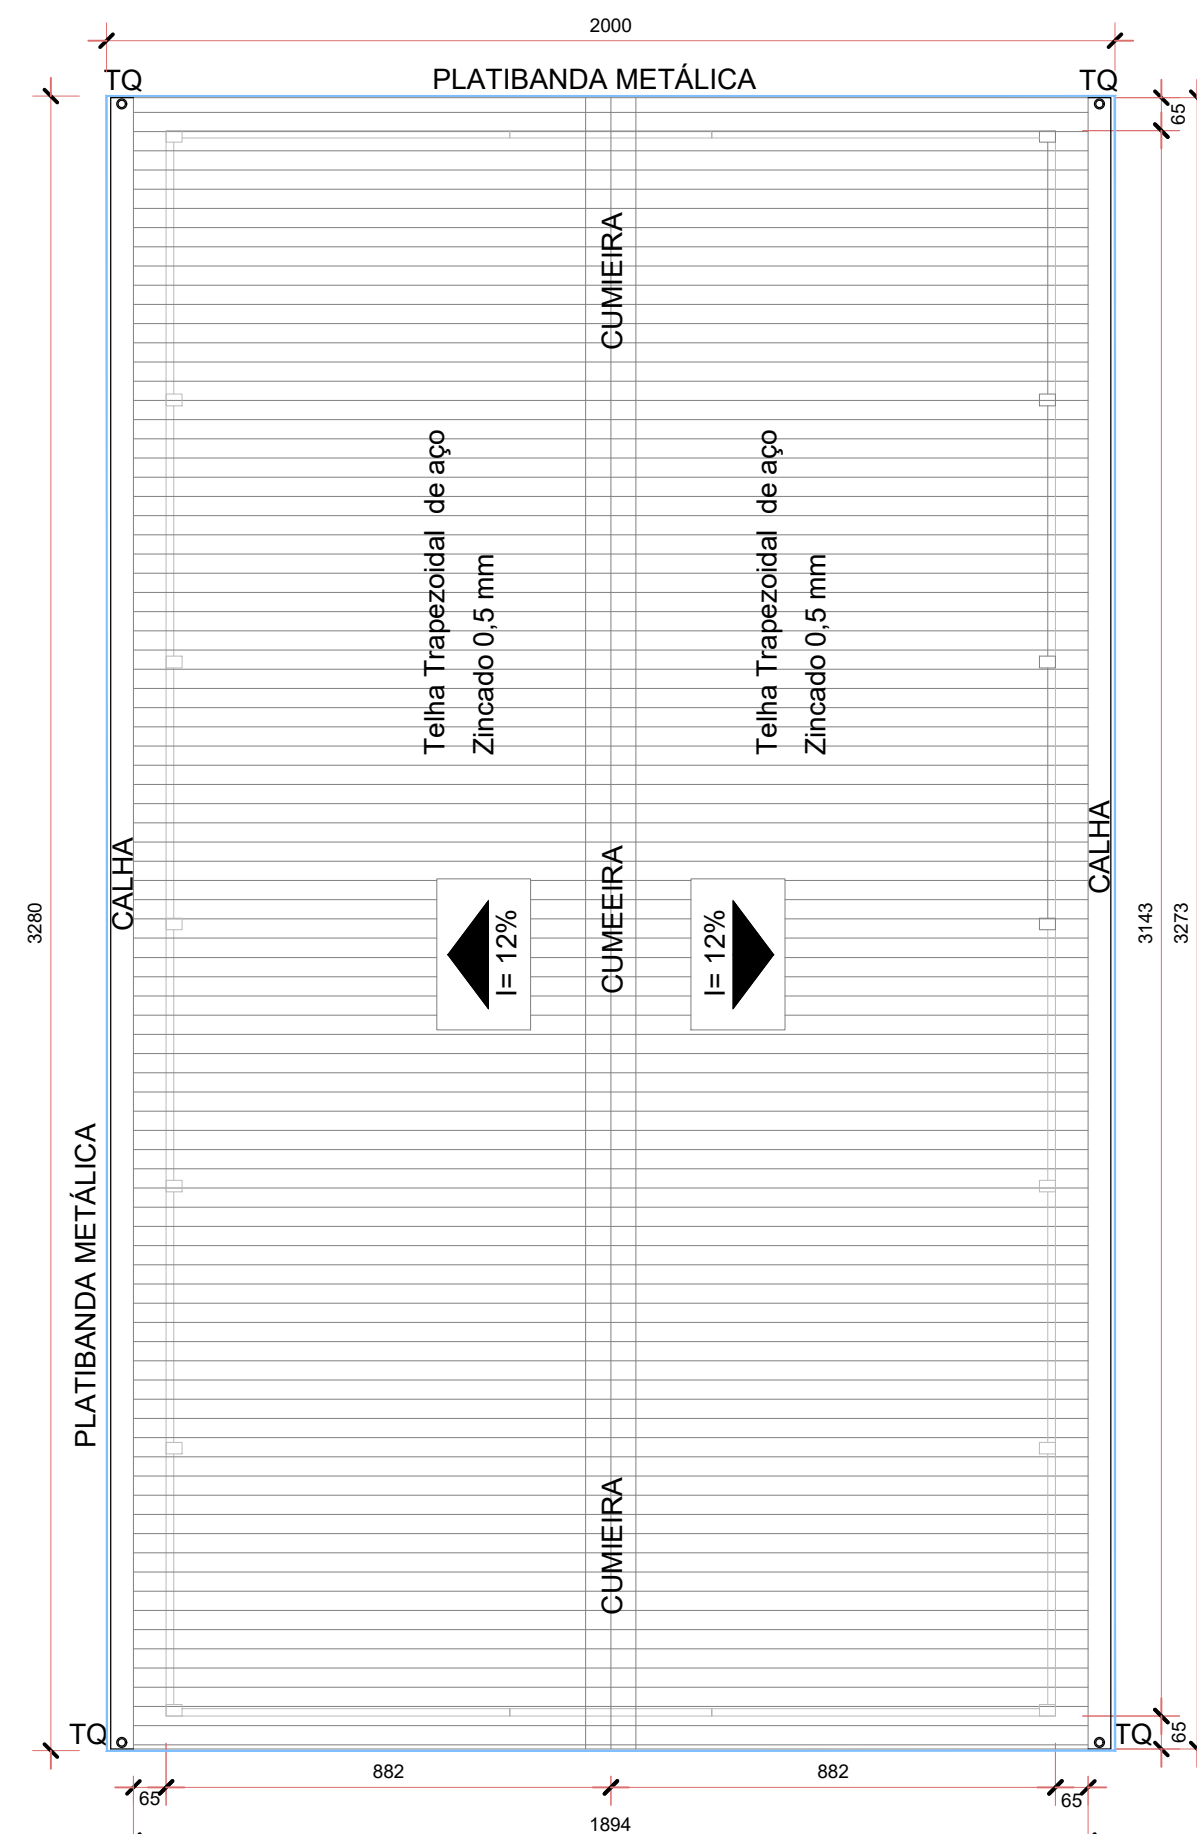 2000
TQ
PLATIBANDA METÁLICA
TQ
65
CUMIEIRA
Telha Trapezoidal de aço
Zincado 0,5 mm
Telha Trapezoidal de aço
Zincado 0,5 mm
CALHA
CALHA
3280
I= 12%
CUMEEIRA
I= 12%
3143
3273
PLATIBANDA METÁLICA
CUMIEIRA
TQ
TQ
65
882
882
65
65
1894